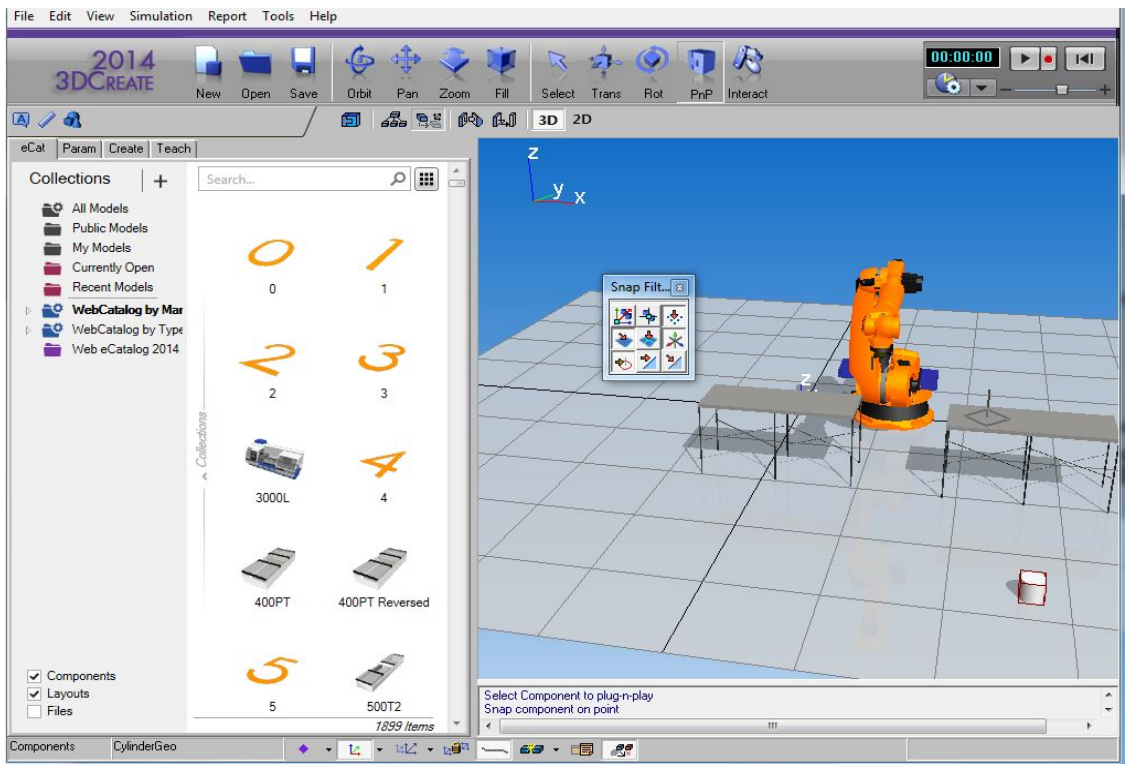 File Edit View Simulation Report Tools Help
2014
3DCREATE
New Open Save Orbit Pan Zoom Fill Select Trans Rot PnP Interact
00:00:00
3D 2D
eCat Param Create Teach
Collections
Search...
All Models
Public Models
My Models
Currently Open
Recent Models
WebCatalog by Mar
WebCatalog by Type
Web eCatalog 2014
0 1
2 3
3000L 4
400PT 400PT Reversed
5 500T2
< Collections
1899 Items
Components
Layouts
Files
z
y x
Snap Filt...
z
Select Component to plug-n-play
Snap component on point
Components CylinderGeo